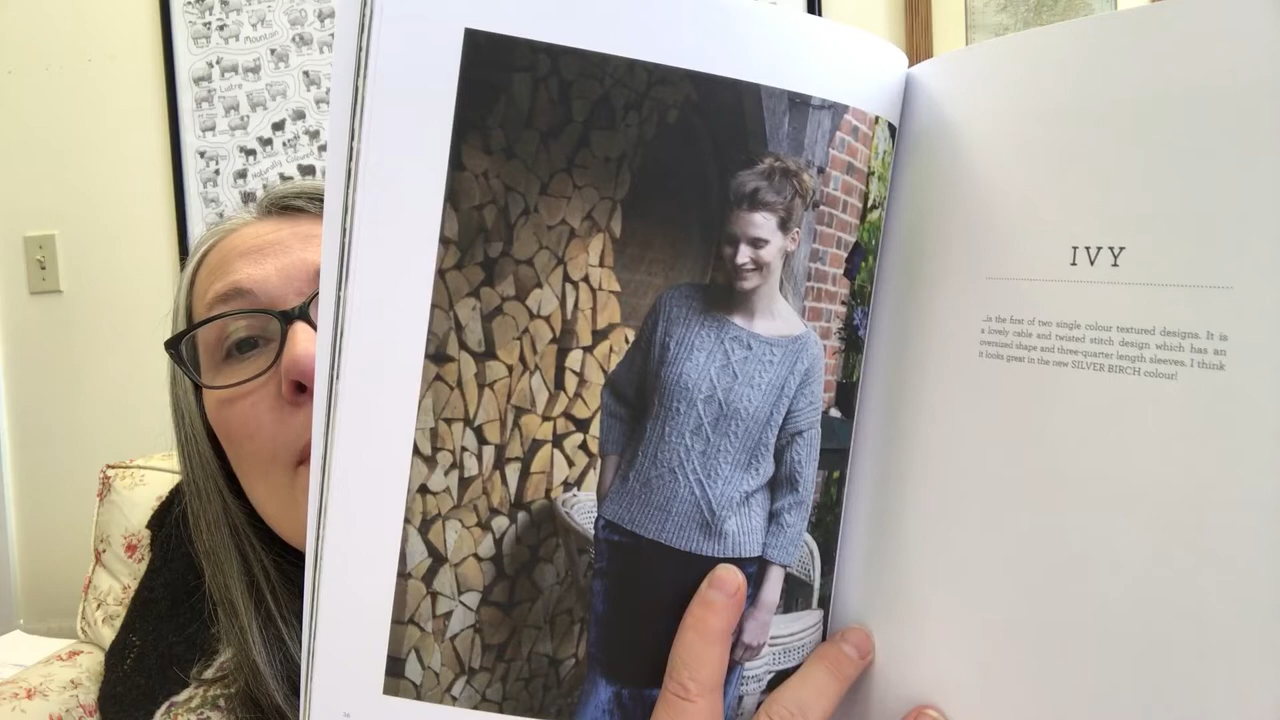 Mountain
Lustre
Naturally Coloured
IVY
...is the first of two single colour textured designs. It is
a lovely cable and twisted stitch design which has an
oversized shape and three-quarter length sleeves. I think
it looks great in the new SILVER BIRCH colour!
36